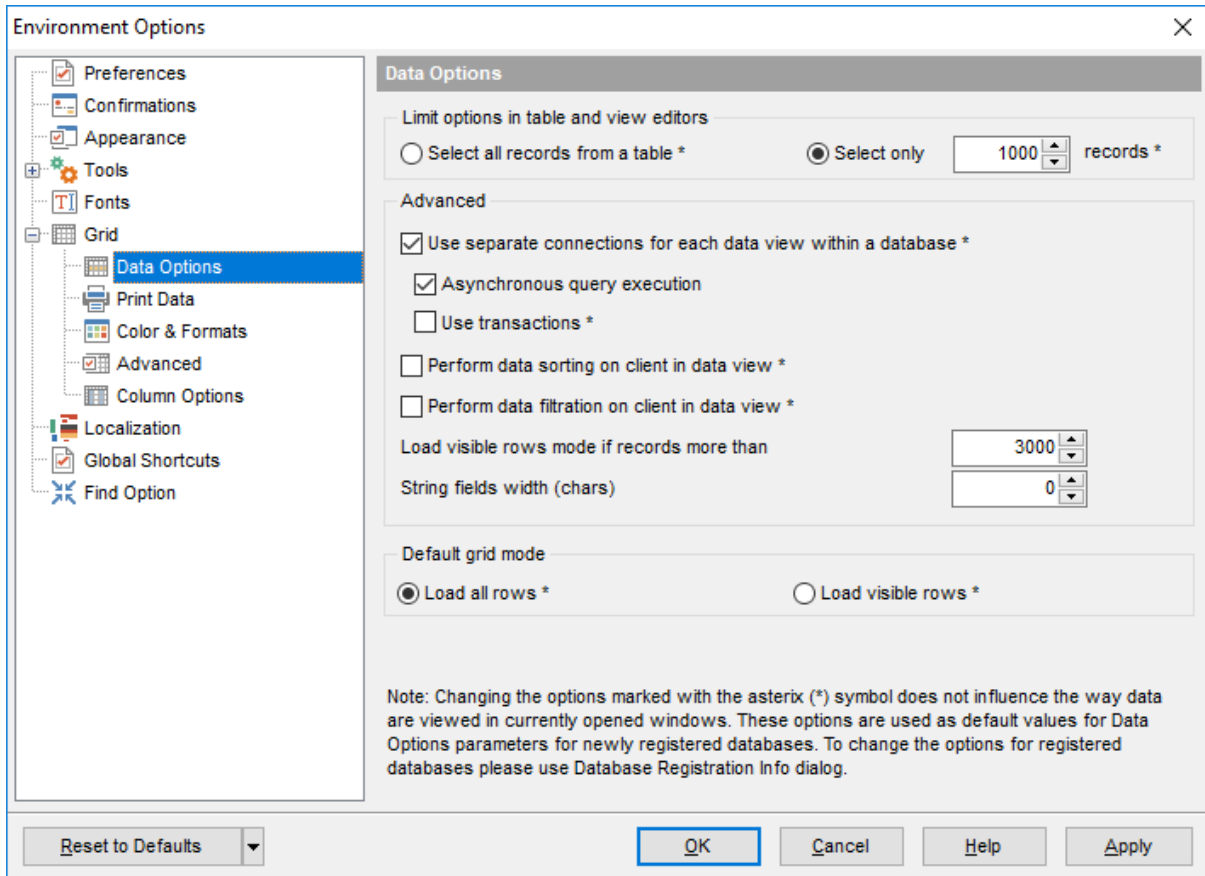 Environment Options
Preferences
Confirmations
Appearance
Tools
Fonts
Grid
Data Options
Print Data
Color & Formats
Advanced
Column Options
Localization
Global Shortcuts
Find Option
Data Options
Limit options in table and view editors
Select all records from a table * Select only 1000 records *
Advanced
Use separate connections for each data view within a database *
Asynchronous query execution
Use transactions *
Perform data sorting on client in data view *
Perform data filtration on client in data view *
Load visible rows mode if records more than 3000
String fields width (chars) 0
Default grid mode
Load all rows * Load visible rows *
Note: Changing the options marked with the asterix (*) symbol does not influence the way data
are viewed in currently opened windows. These options are used as default values for Data
Options parameters for newly registered databases. To change the options for registered
databases please use Database Registration Info dialog.
Reset to Defaults OK Cancel Help Apply